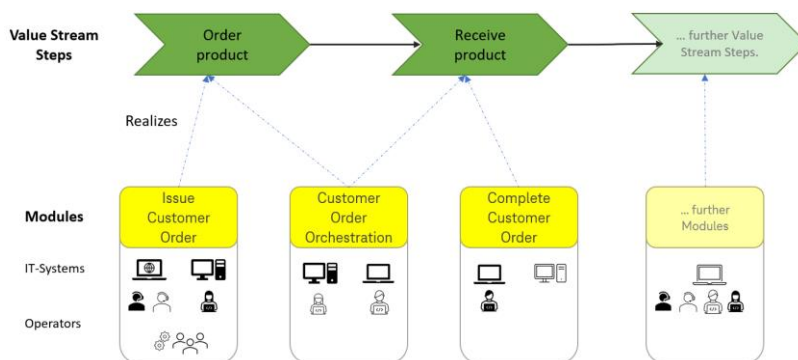 Value Stream
Steps
Order
product
Receive
product
... further Value
Stream Steps.
Realizes
Modules
Issue
Customer
Order
Customer
Order
Orchestration
Complete
Customer
Order
... further
Modules
IT-Systems
Operators